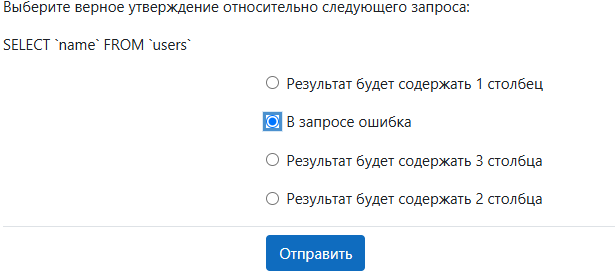 Выберите верное утверждение относительно следующего запроса:
SELECT `name` FROM `users`
Результат будет содержать 1 столбец
В запросе ошибка
Результат будет содержать 3 столбца
Результат будет содержать 2 столбца
Отправить